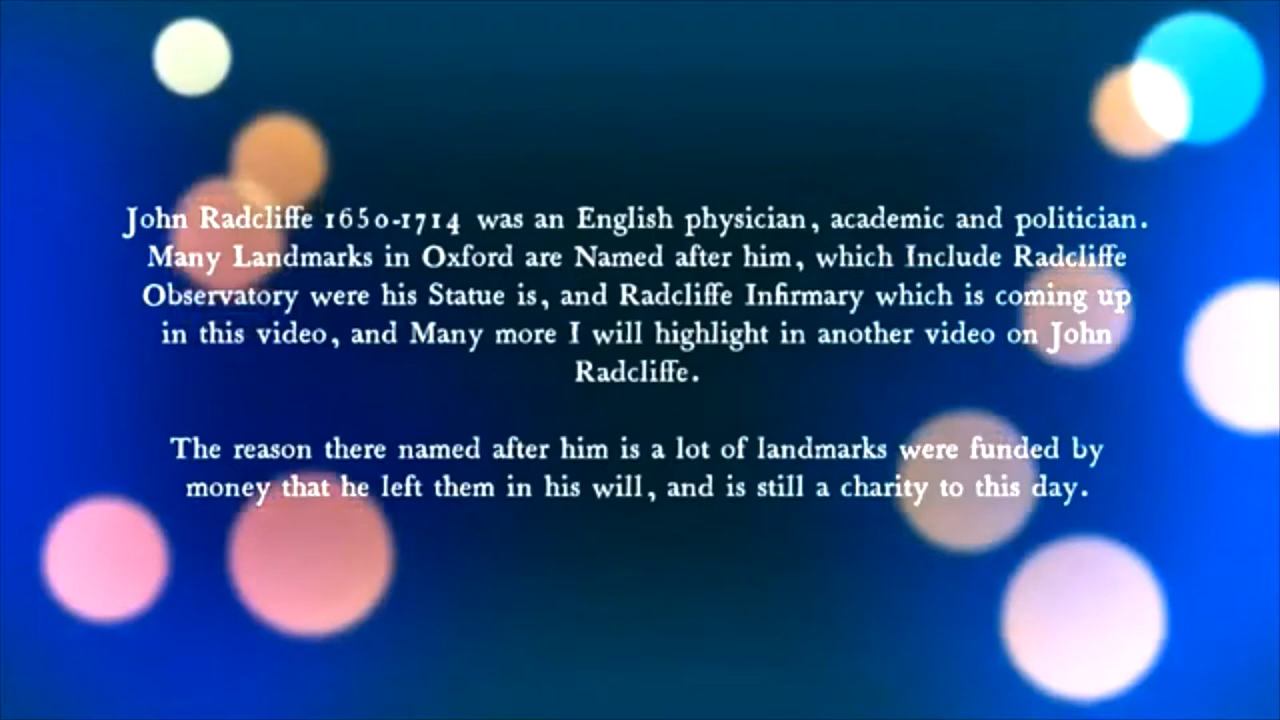 John Radcliffe 1650-1714 was an English physician, academic and politician.
Many Landmarks in Oxford are Named after him, which Include Radcliffe
Observatory were his Statue is, and Radcliffe Infirmary which is coming up
in this video, and Many more I will highlight in another video on John
Radcliffe.
The reason there named after him is a lot of landmarks were funded by
money that he left them in his will, and is still a charity to this day.